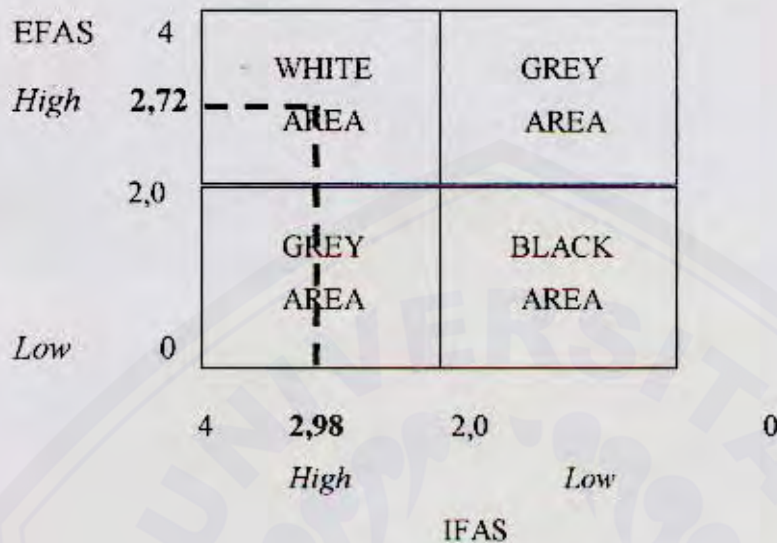 EFAS 4
WHITE GREY
High 2,72
AREA AREA
2,0
GREY BLACK
AREA AREA
Low 0
4 2,98 2,0 0
High Low
IFAS
UNIVERSITA